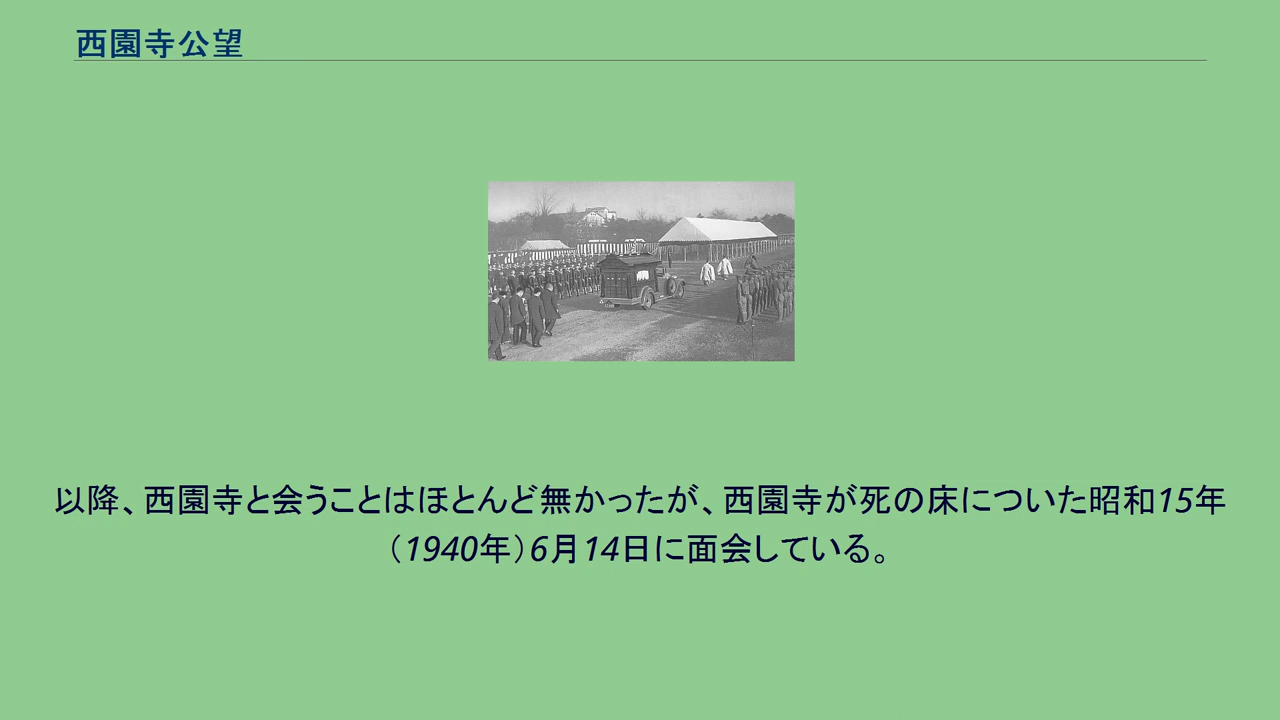 西園寺公望
以降、西園寺と会うことはほとんど無かったが、西園寺が死の床についた昭和15年
（1940年）6月14日に面会している。